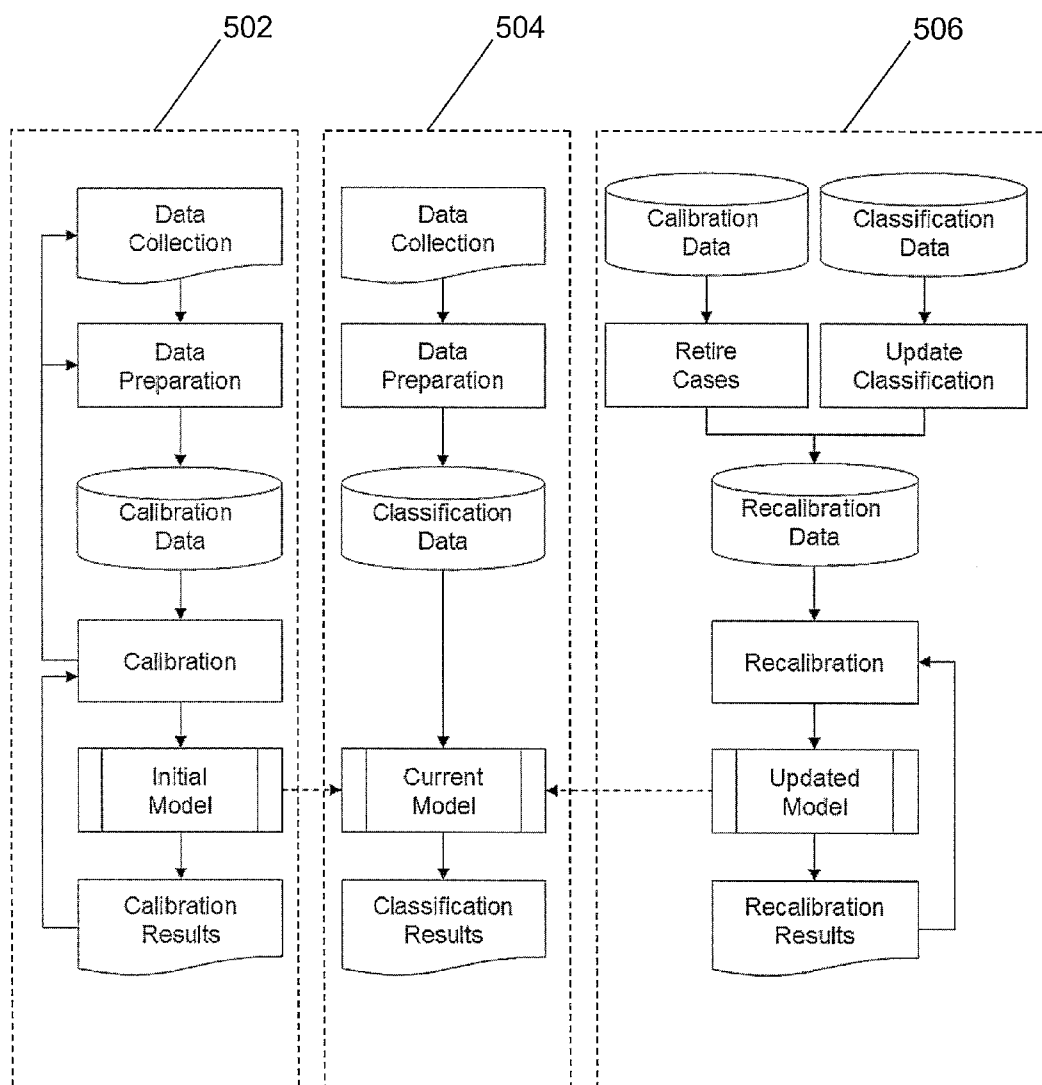 502
504
506
Data
Collection
Data
Preparation
Calibration
Data
Calibration
Initial
Model
Calibration
Results
Data
Collection
Data
Preparation
Classification
Data
Current
Model
Classification
Results
Calibration
Data
Classification
Data
Retire
Cases
Update
Classification
Recalibration
Data
Recalibration
Updated
Model
Recalibration
Results